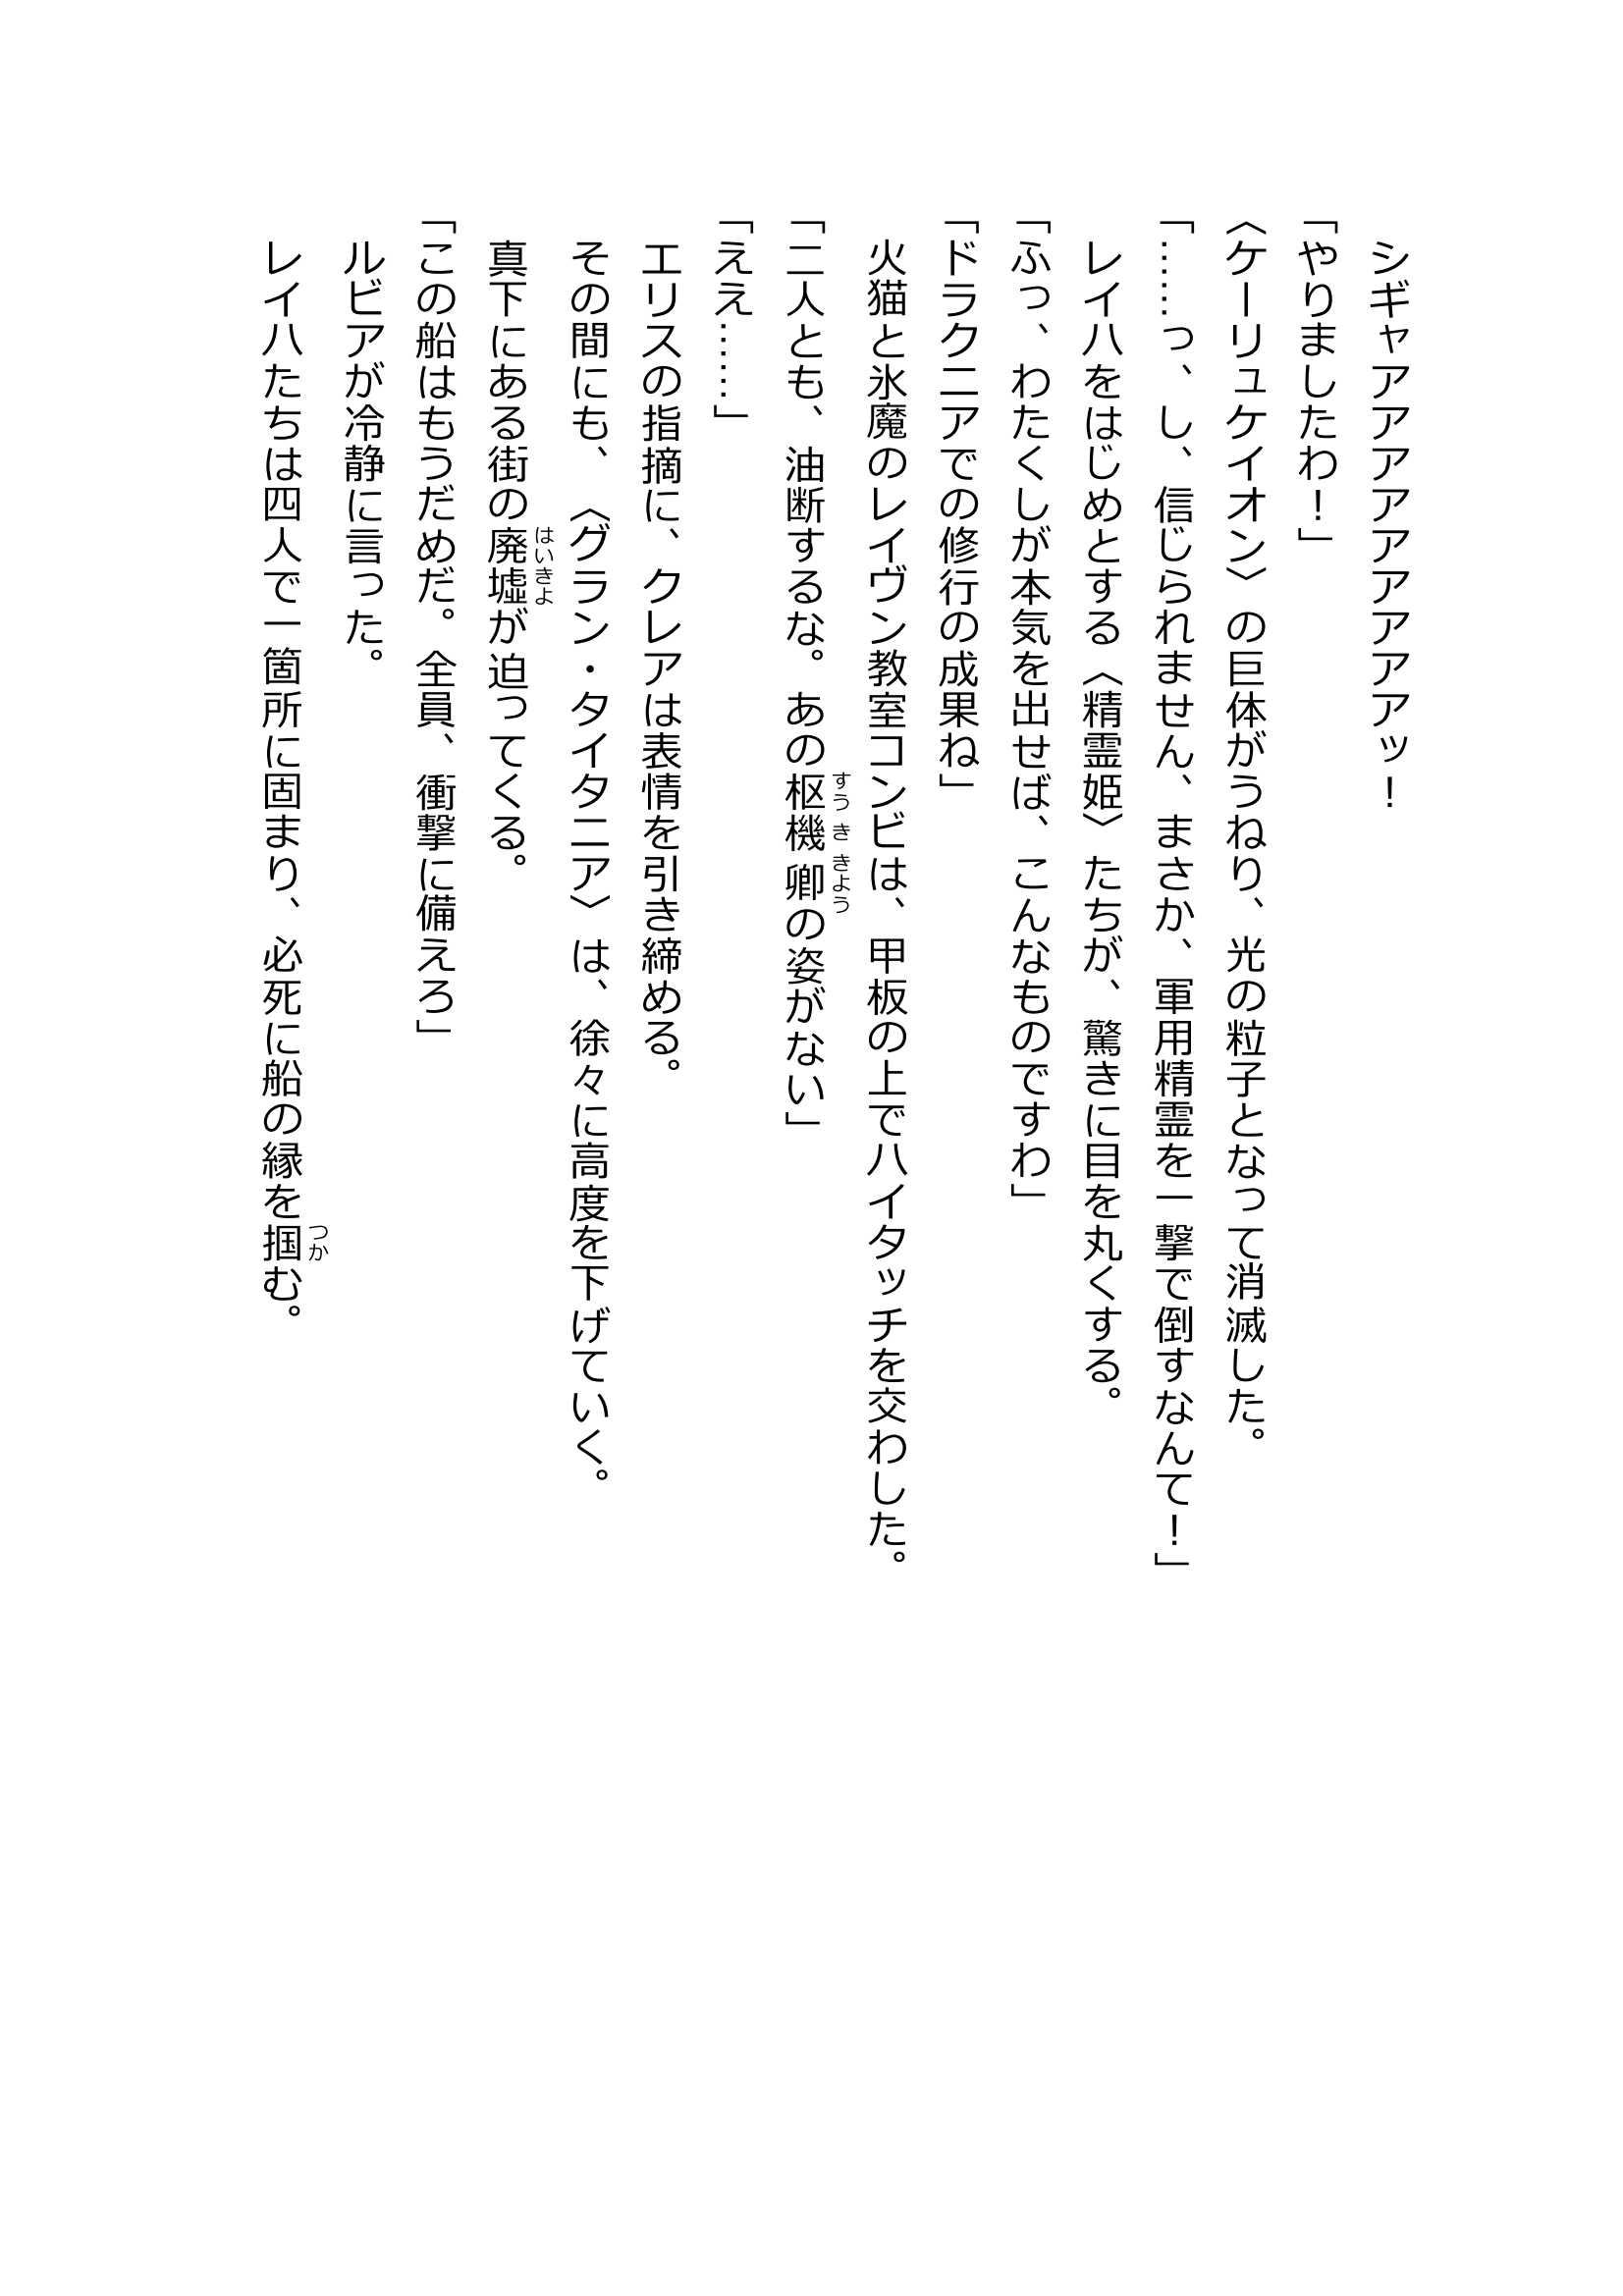 シギャアアアアアアアアアッ！
「やりましたわ！」
〈ケーリュケイオン〉の巨体がうねり、光の粒子となって消滅した。
「……っ、し、信じられません、まさか、軍用精霊を一撃で倒すなんて！」
レイハをはじめとする〈精霊姫〉たちが、驚きに目を丸くする。
「ふっ、わたくしが本気を出せば、こんなものですわ」
「ドラクニアでの修行の成果ね」
火猫と氷魔のレイヴン教室コンビは、甲板の上でハイタッチを交わした。
「二人とも、油断するな。あの枢機卿の姿がない」
すうききよう
「ええ……」
エリスの指摘に、クレアは表情を引き締める。
その間にも、〈グラン・タイタニア〉は、徐々に高度を下げていく。
真下にある街の廃墟が迫ってくる。
はいきよ
「この船はもうだめだ。全員、衝撃に備えろ」
ルビアが冷静に言った。
レイハたちは四人で一箇所に固まり、必死に船の縁を掴む。
つか